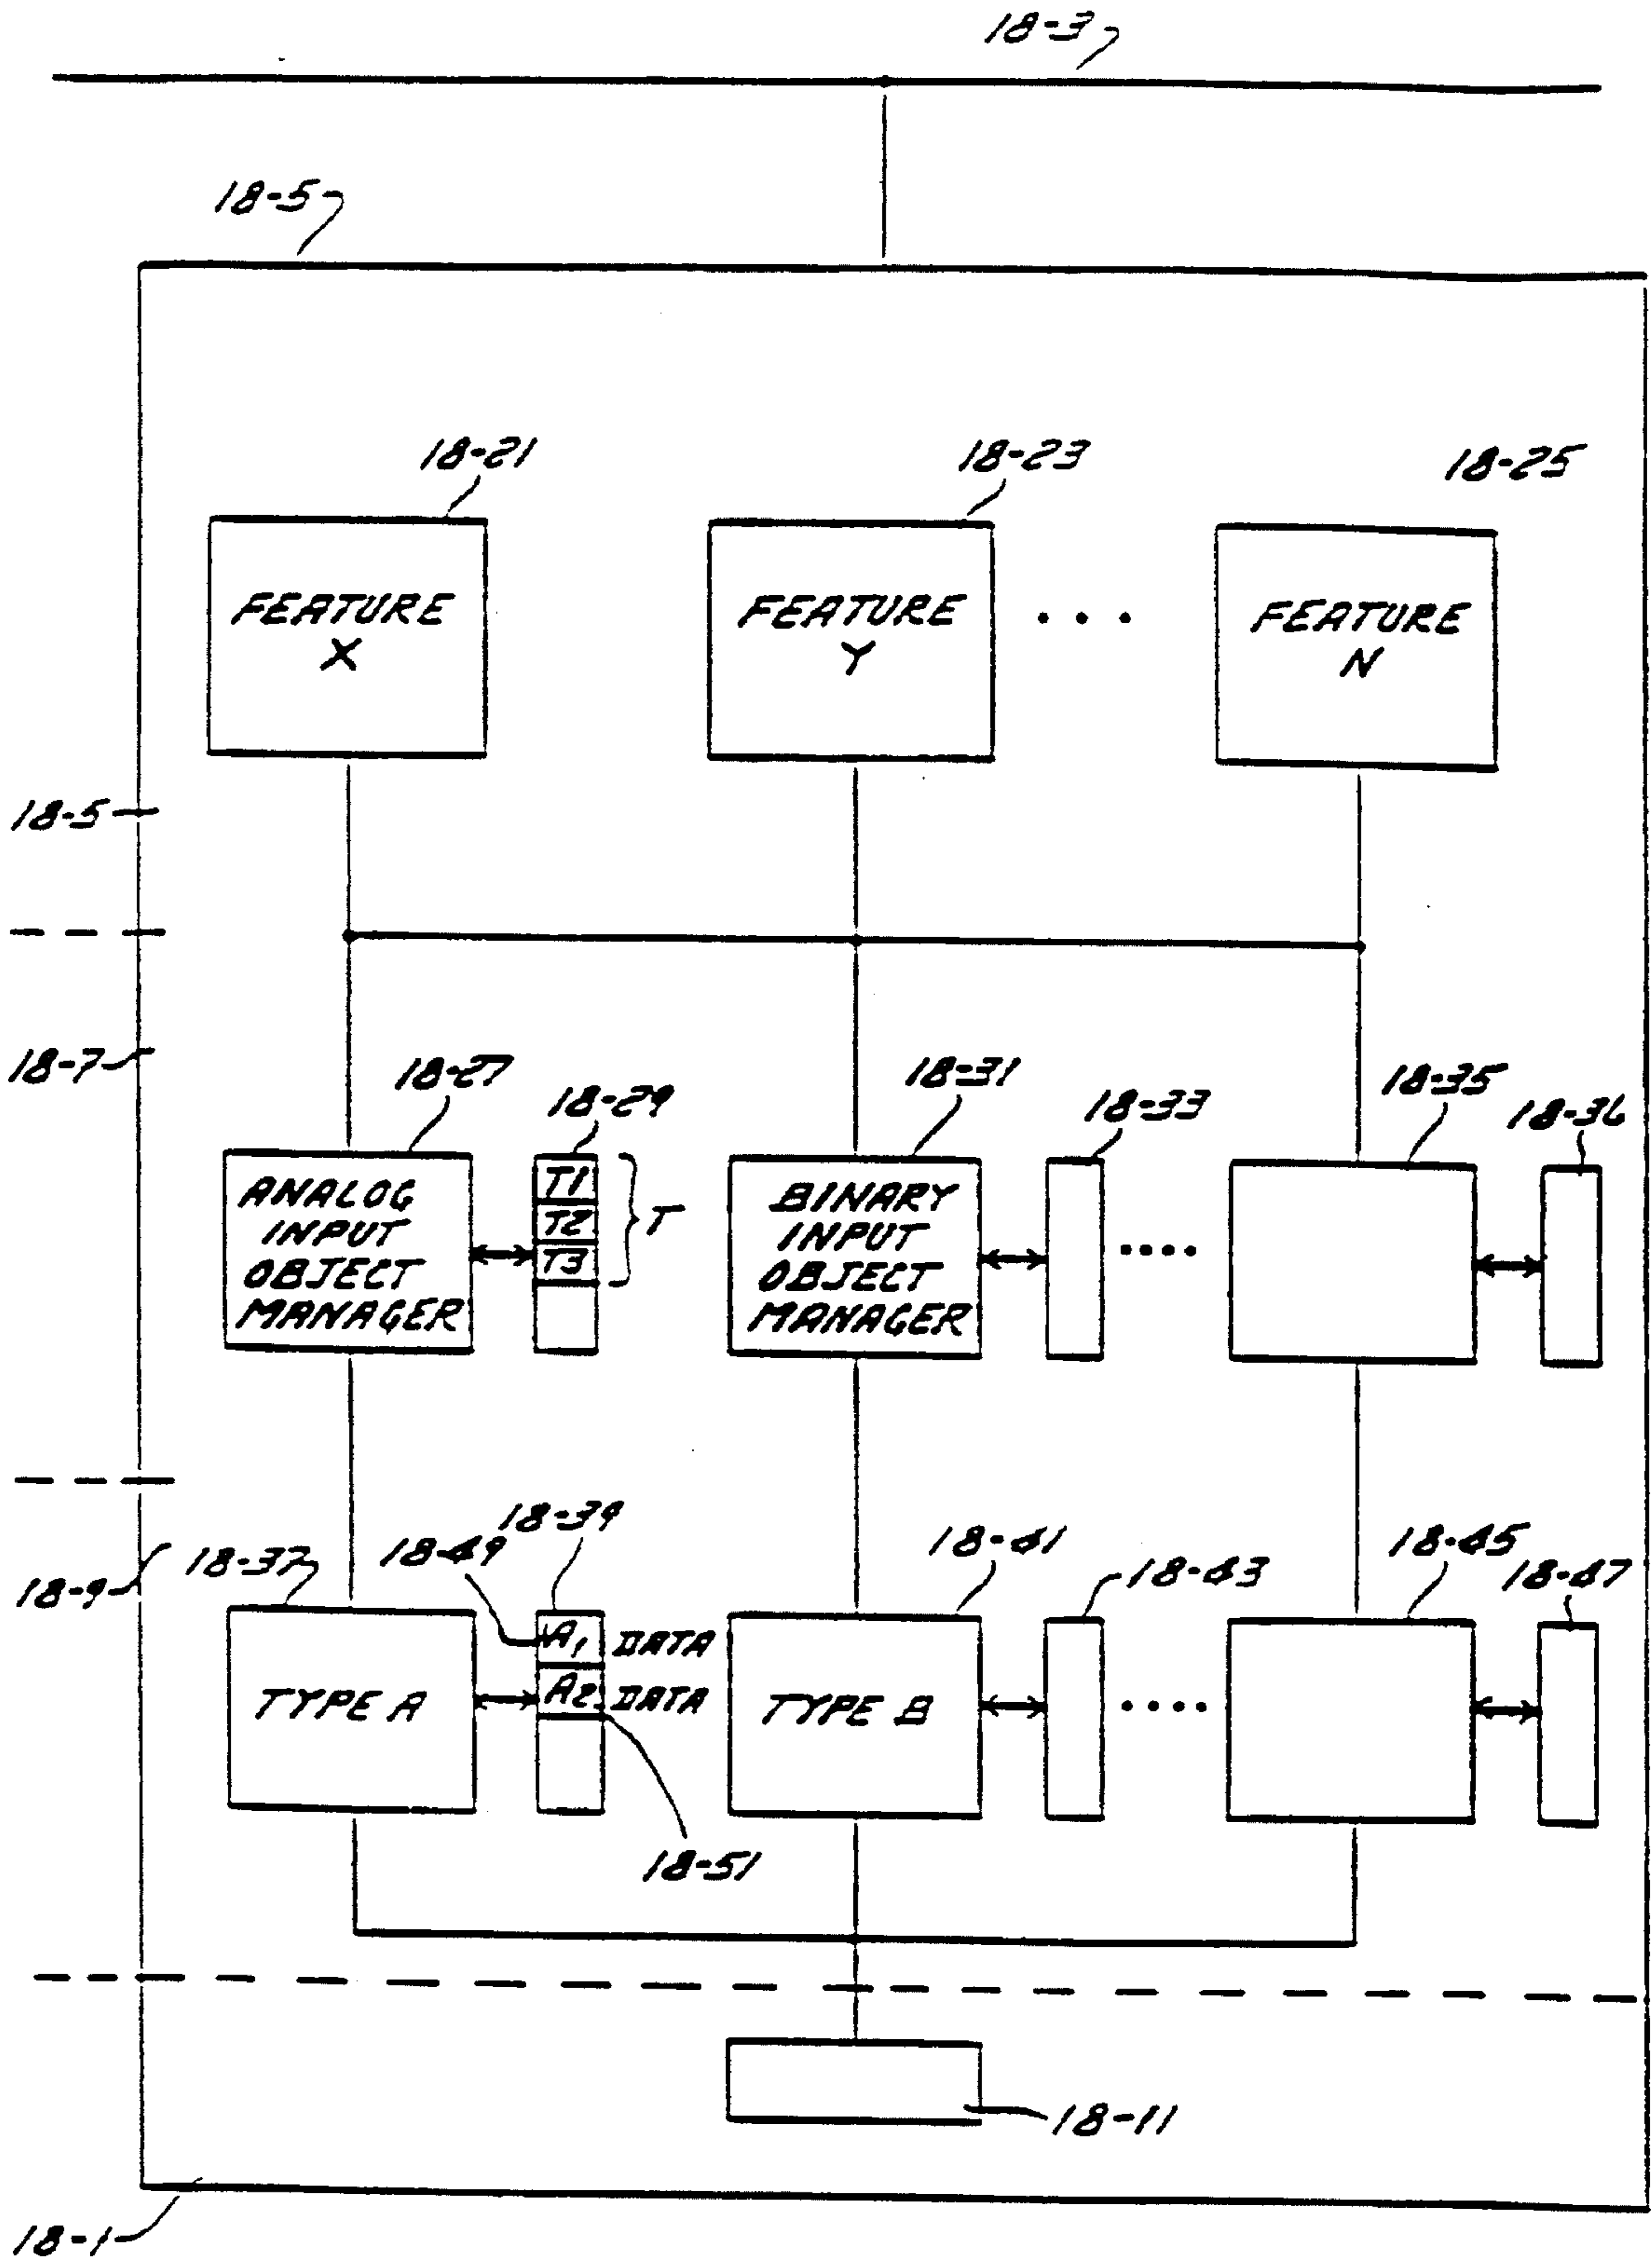 18-3
18-5
18-21
18-23
18-25
FEATURE
X
FEATURE
Y
. . .
FEATURE
N
18-5
18-7
18-27
18-29
18-31
18-33
18-35
18-36
ANALOG
INPUT
OBJECT
MANAGER
T1
T2
T3
T
BINARY
INPUT
OBJECT
MANAGER
....
18-9
18-37
18-49
18-39
18-41
18-43
18-45
18-47
TYPE A
A1 DATA
A2 DATA
TYPE B
....
18-51
18-11
18-1